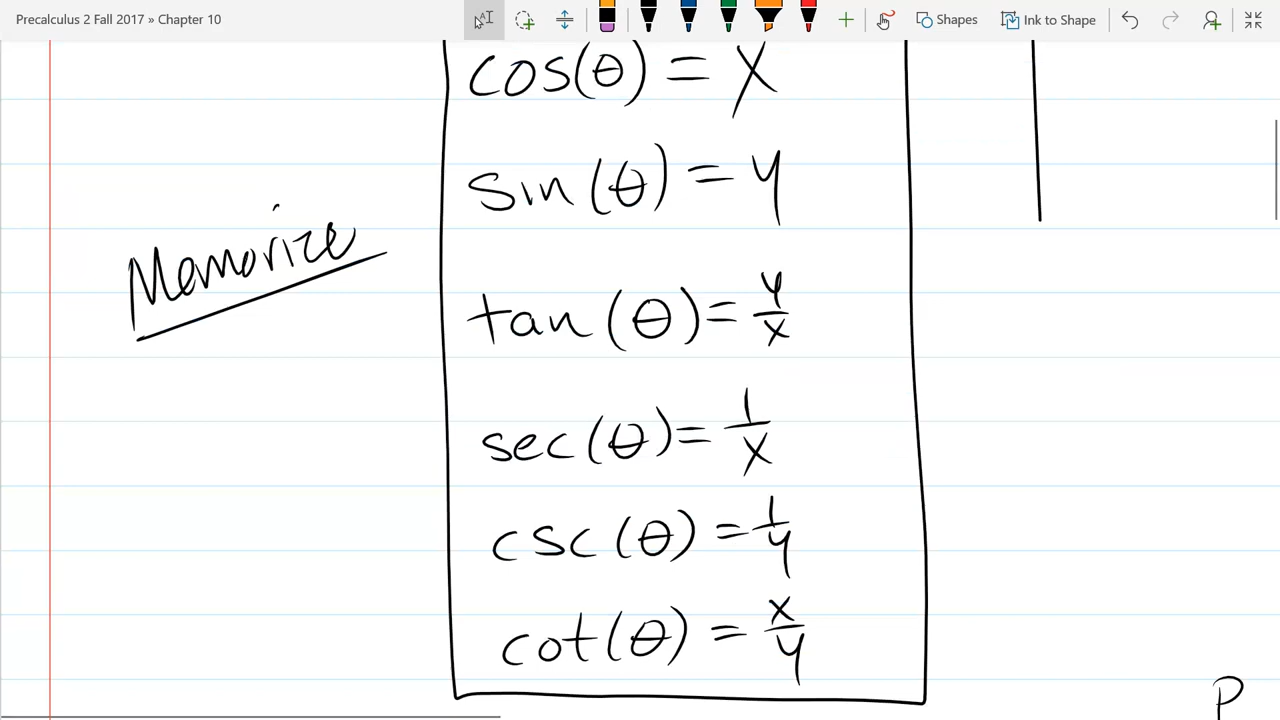 Precalculus 2 Fall 2017 » Chapter 10
Shapes
Ink to Shape
cos(θ) = x
sin(θ) = y
Memorize
tan(θ) = y/x
sec(θ) = 1/x
csc(θ) = 1/y
cot(θ) = x/y
P